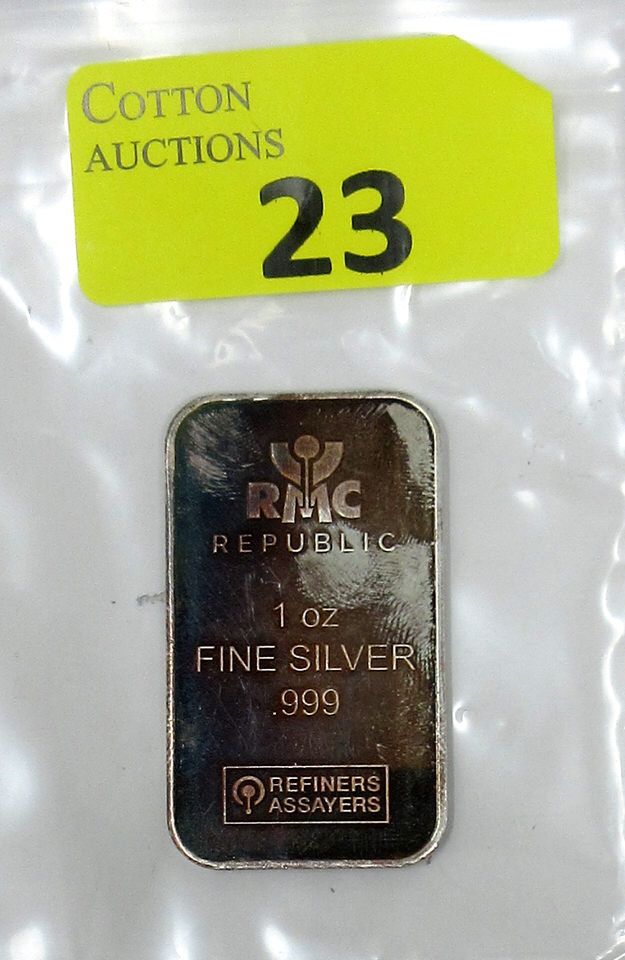 COTTON
AUCTIONS
23
RMC
REPUBLIC
1 oz
FINE SILVER
.999
REFINERS
ASSAYERS